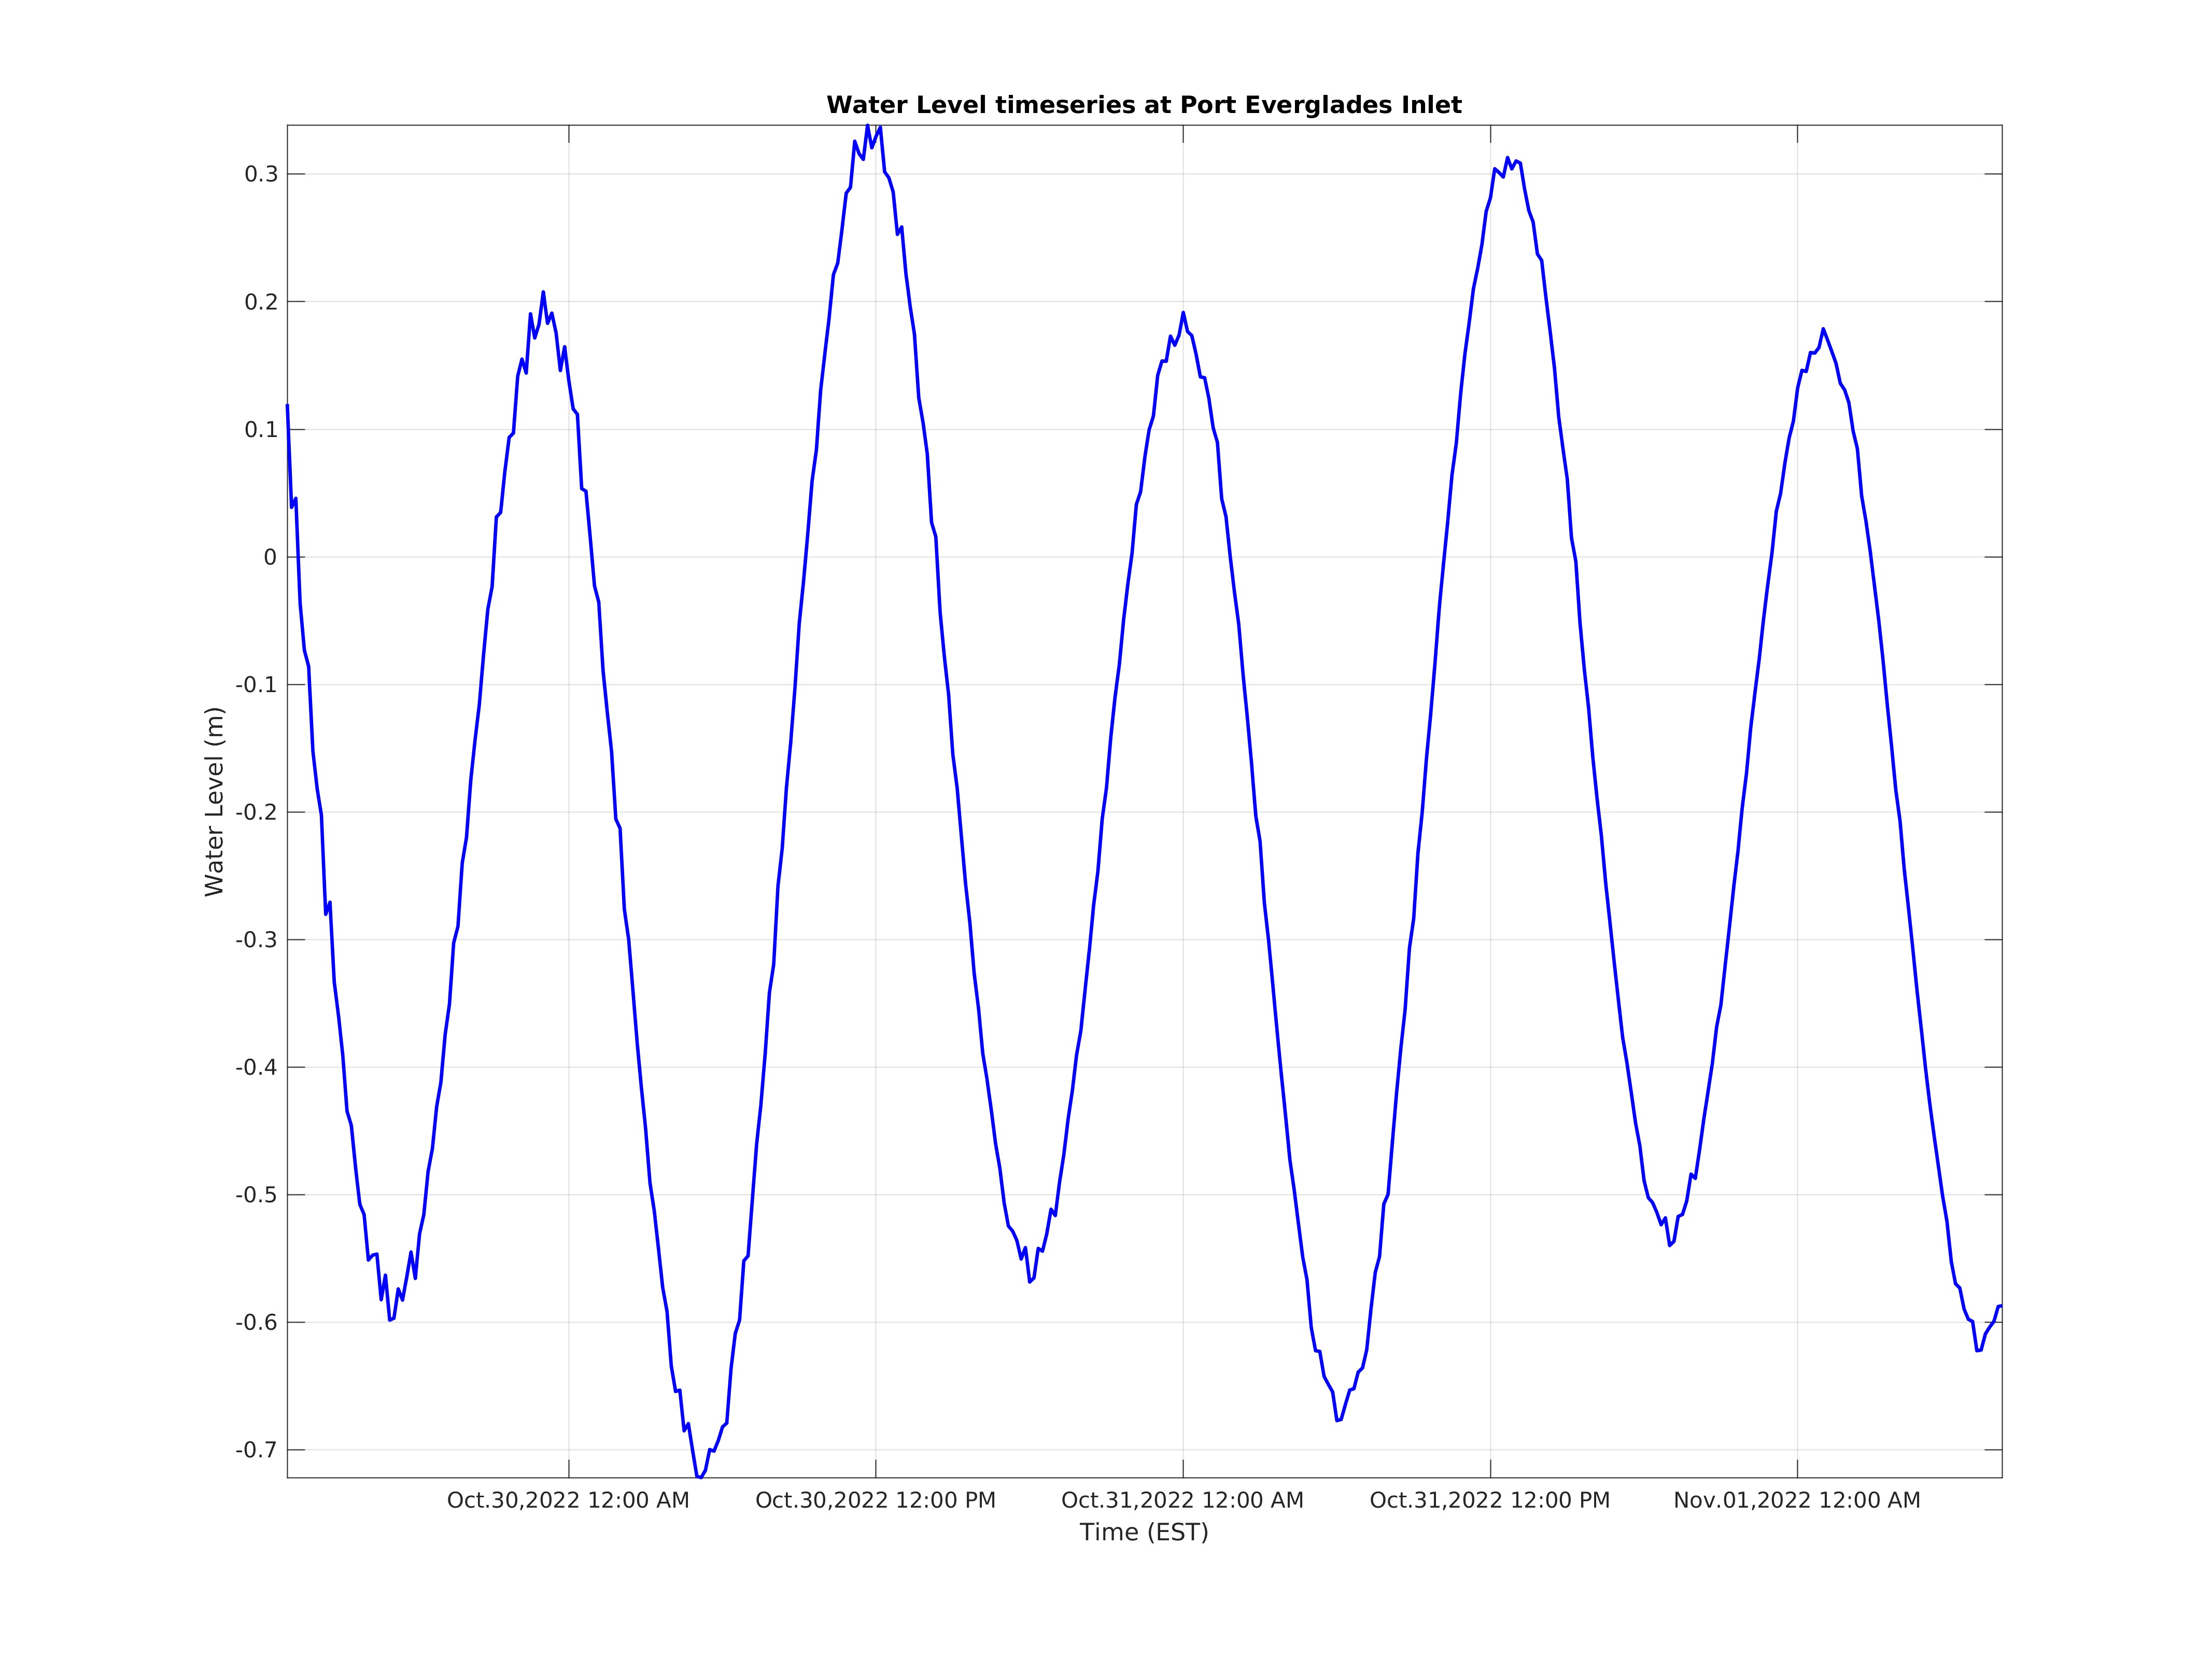 Water Level timeseries at Port Everglades Inlet
0.3
0.2
0.1
0
-0.1
-0.2
-0.3
-0.4
-0.5
-0.6
-0.7
Water Level (m)
Oct.30,2022 12:00 AM
Oct.30,2022 12:00 PM
Oct.31,2022 12:00 AM
Oct.31,2022 12:00 PM
Nov.01,2022 12:00 AM
Time (EST)